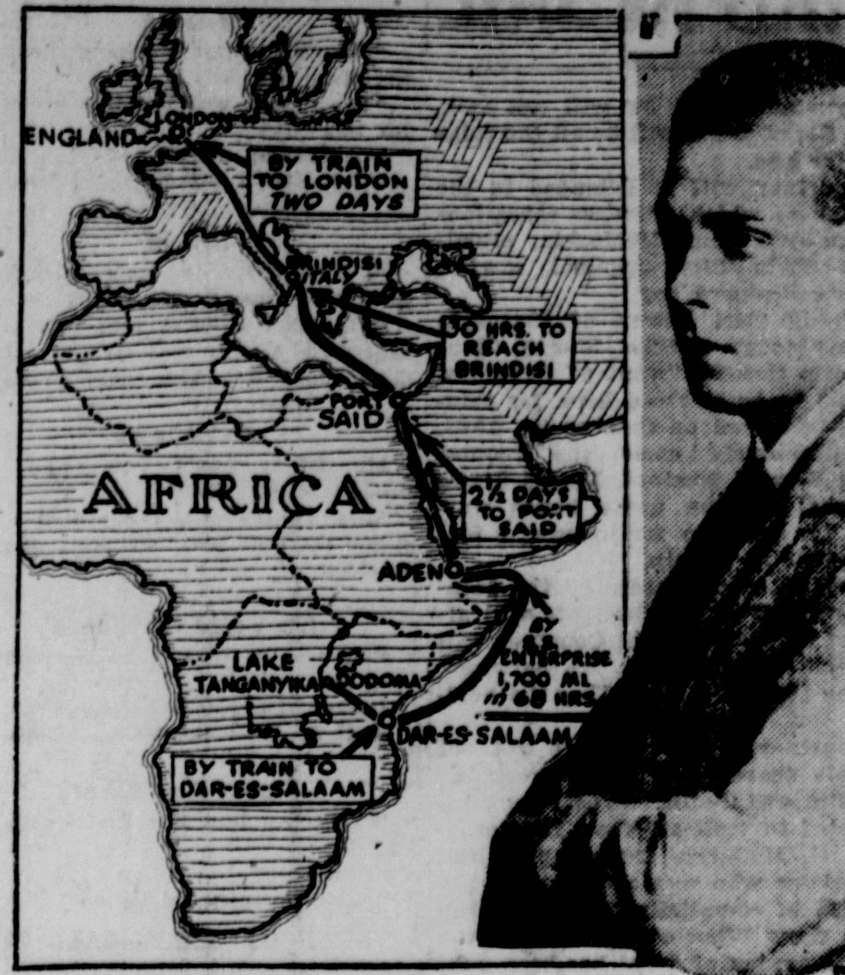 LONDON
ENGLAND
BY TRAIN
TO LONDON
TWO DAYS
BRINDISI
ITALY
30 HRS. TO
REACH
BRINDISI
PORT
SAID
AFRICA
2½ DAYS
TO PORT
SAID
ADEN
BY
S.S.
ENTERPRISE
1,700 ML
in 68 HRS.
LAKE
TANGANYIKA
DODOMA
DAR-ES-SALAAM
BY TRAIN TO
DAR-ES-SALAAM